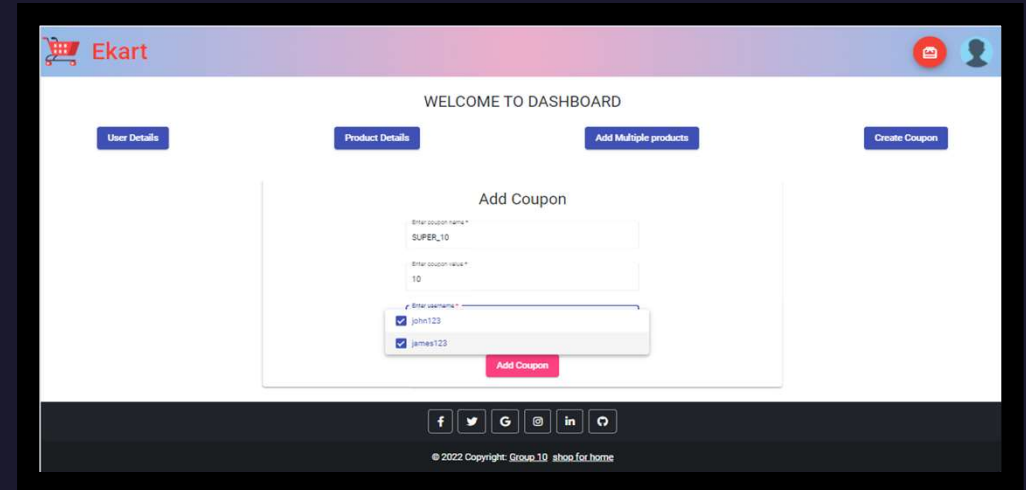 Ekart
WELCOME TO DASHBOARD
User Details Product Details Add Multiple products Create Coupon
Add Coupon
Enter coupon name *
SUPER_10
Enter coupon value *
10
Enter username *
john123
james123
Add Coupon
f G in
© 2022 Copyright: Group 10 shop for home